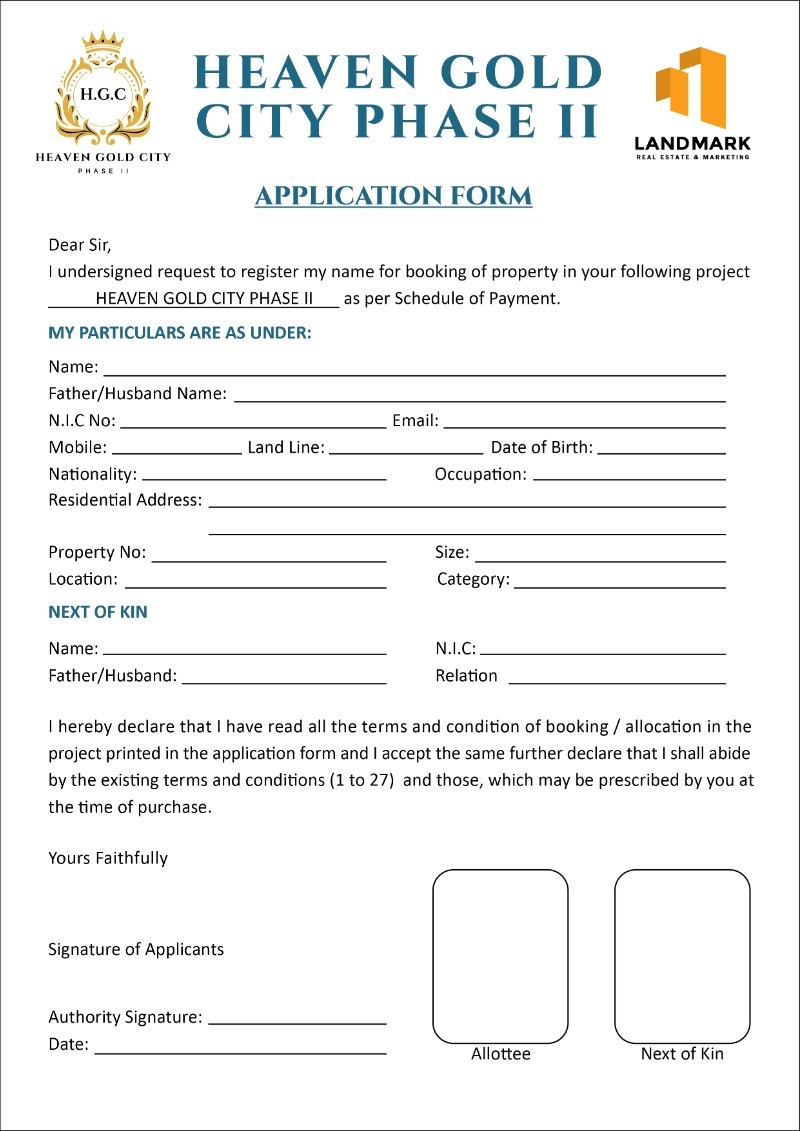 H.G.C
HEAVEN GOLD CITY
PHASE II
HEAVEN GOLD
CITY PHASE II
LANDMARK
REAL ESTATE & MARKETING
APPLICATION FORM
Dear Sir,
I undersigned request to register my name for booking of property in your following project
HEAVEN GOLD CITY PHASE II as per Schedule of Payment.
MY PARTICULARS ARE AS UNDER:
Name:
Father/Husband Name:
N.I.C No: Email:
Mobile: Land Line: Date of Birth:
Nationality: Occupation:
Residential Address:
Property No: Size:
Location: Category:
NEXT OF KIN
Name: N.I.C:
Father/Husband: Relation
I hereby declare that I have read all the terms and condition of booking / allocation in the
project printed in the application form and I accept the same further declare that I shall abide
by the existing terms and conditions (1 to 27) and those, which may be prescribed by you at
the time of purchase.
Yours Faithfully
Signature of Applicants
Authority Signature:
Date:
Allottee Next of Kin